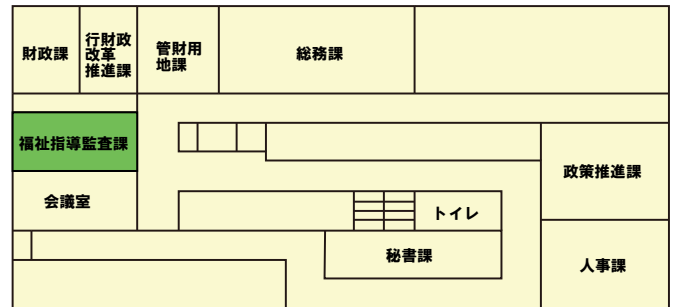 財政課
行財政
改革
推進課
管財用
地課
総務課
福祉指導監査課
政策推進課
会議室
トイレ
秘書課
人事課